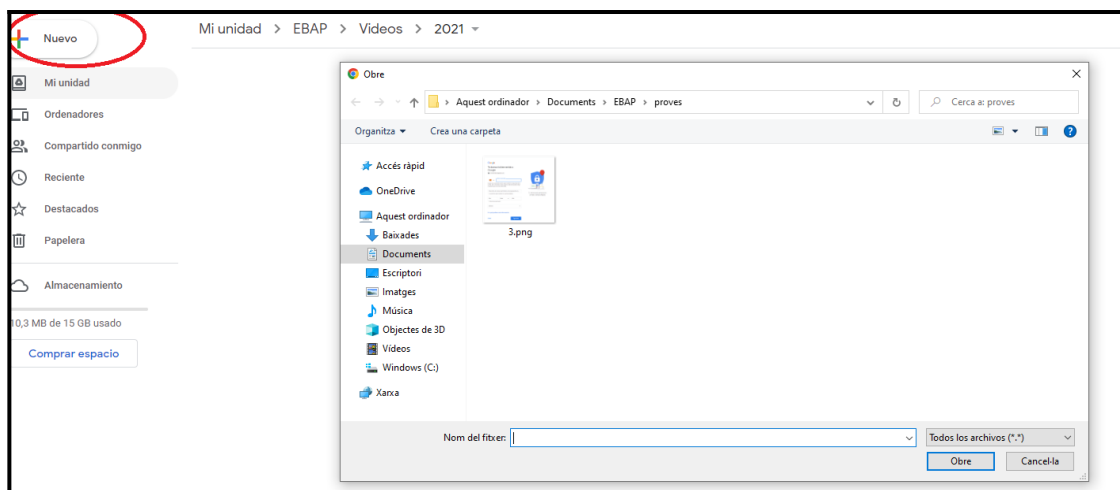 Nuevo
Mi unidad > EBAP > Videos > 2021
Mi unidad
Ordenadores
Compartido conmigo
Reciente
Destacados
Papelera
Almacenamiento
10,3 MB de 15 GB usado
Comprar espacio
Obre
Aquest ordinador > Documents > EBAP > proves
Cerca a: proves
Organitza
Crea una carpeta
Accés ràpid
OneDrive
Aquest ordinador
Baixades
Documents
Escriptori
Imatges
Música
Objectes de 3D
Vídeos
Windows (C:)
Xarxa
3.png
Nom del fitxer:
Todos los archivos (*.*)
Obre
Cancel·la